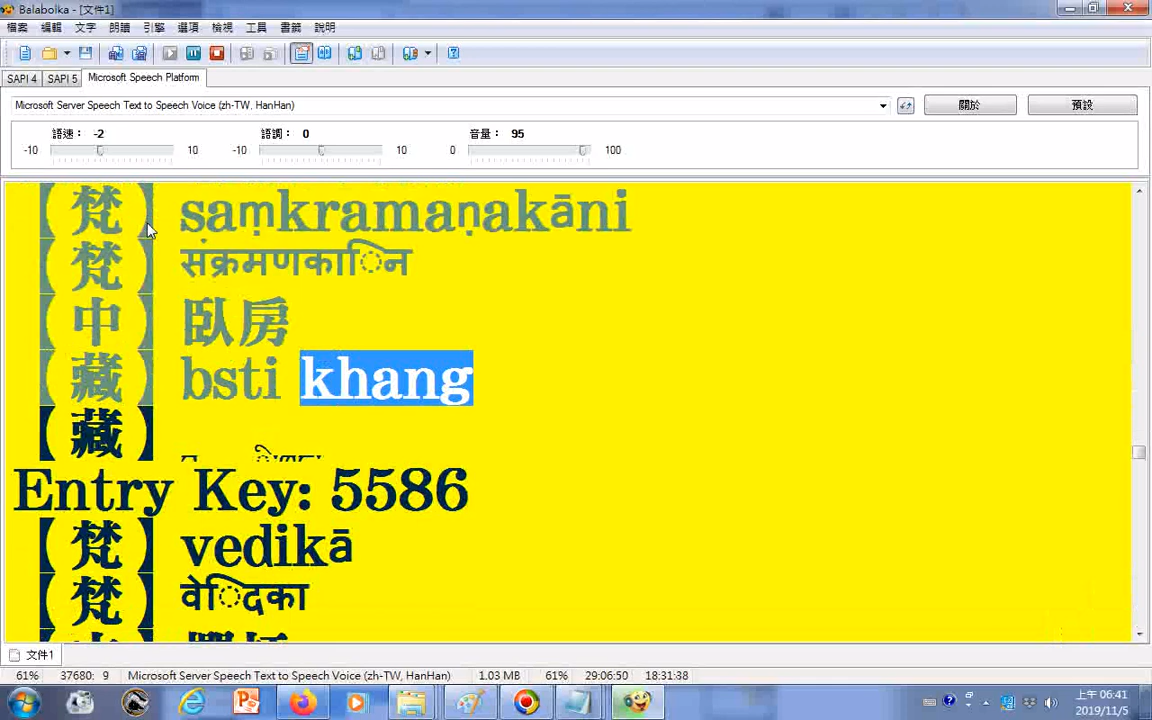 Balabolka - [文件1]
檔案 編輯 文字 朗讀 引擎 選項 檢視 工具 書籤 說明
SAPI 4 SAPI 5 Microsoft Speech Platform
Microsoft Server Speech Text to Speech Voice (zh-TW, HanHan) 關於 預設
語速： -2 語調： 0 音量： 95
-10 10 -10 10 0 100
【梵】 saṃkramaṇakāni
【梵】 संक्रमणकािन
【中】 臥房
【藏】 bsti khang
【藏】
Entry Key: 5586
【梵】 vedikā
【梵】 वेिदका
文件1
61% 37680: 9 Microsoft Server Speech Text to Speech Voice (zh-TW, HanHan) 1.03 MB 61% 29:06:50 18:31:38
上午 06:41
2019/11/5